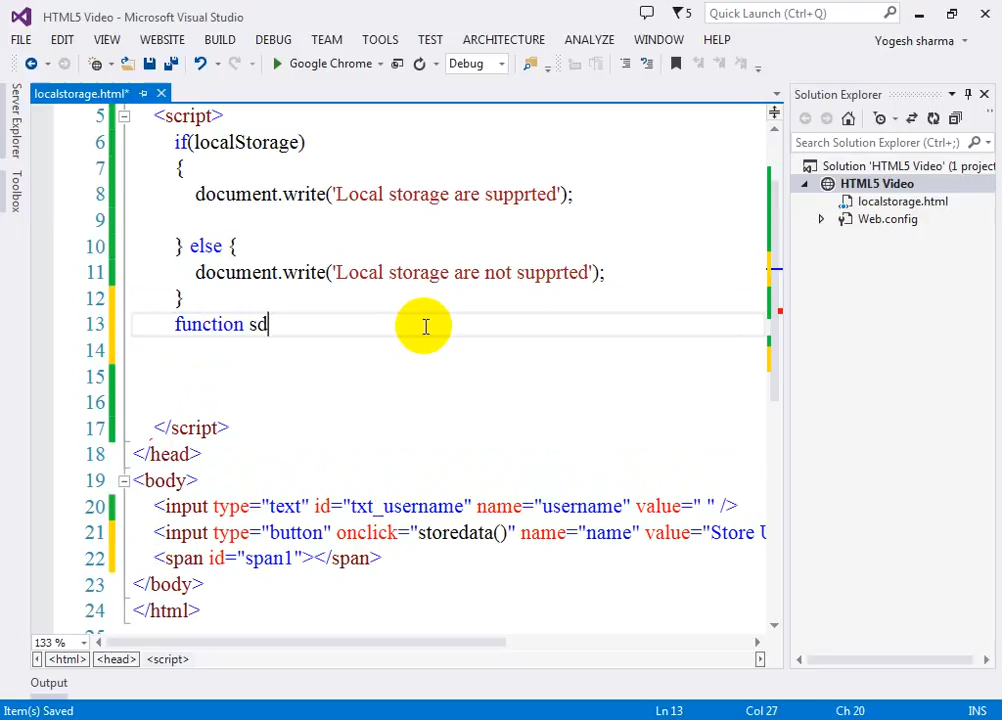 HTML5 Video - Microsoft Visual Studio
5
Quick Launch (Ctrl+Q)
FILE EDIT VIEW WEBSITE BUILD DEBUG TEAM TOOLS TEST ARCHITECTURE ANALYZE WINDOW HELP
Yogesh sharma
Google Chrome Debug
Server Explorer
Toolbox
localstorage.html*
5 <script>
6 if(localStorage)
7 {
8 document.write('Local storage are supprted');
9
10 } else {
11 document.write('Local storage are not supprted');
12 }
13 function sd
14
15
16
17 </script>
18 </head>
19 <body>
20 <input type="text" id="txt_username" name="username" value=" " />
21 <input type="button" onclick="storedata()" name="name" value="Store U
22 <span id="span1"></span>
23 </body>
24 </html>
25
133 %
<html> <head> <script>
Solution Explorer
Search Solution Explorer (Ctrl+;)
Solution 'HTML5 Video' (1 project
HTML5 Video
localstorage.html
Web.config
Output
Item(s) Saved Ln 13 Col 27 Ch 20 INS